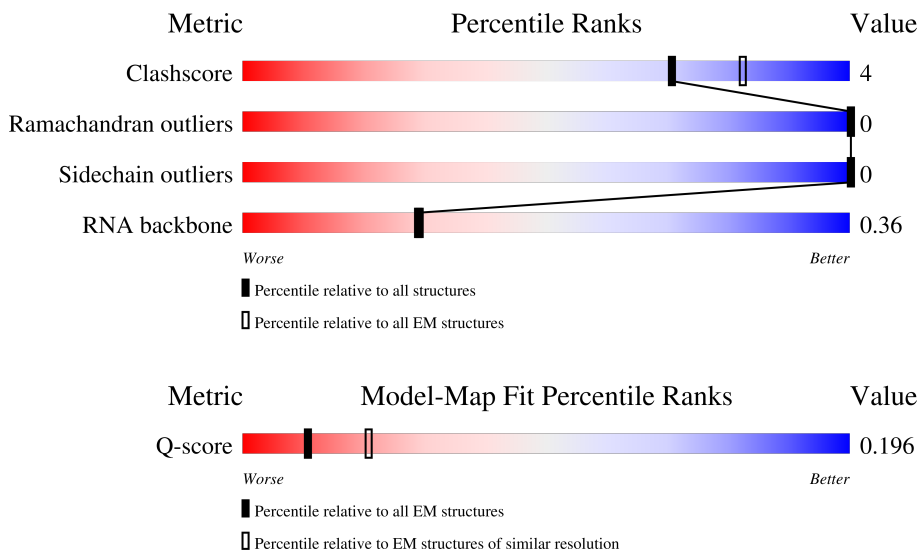 Metric Percentile Ranks Value
Clashscore 4
Ramachandran outliers 0
Sidechain outliers 0
RNA backbone 0.36
Worse Better
Percentile relative to all structures
Percentile relative to all EM structures
Metric Model-Map Fit Percentile Ranks Value
Q-score 0.196
Worse Better
Percentile relative to all EM structures
Percentile relative to EM structures of similar resolution